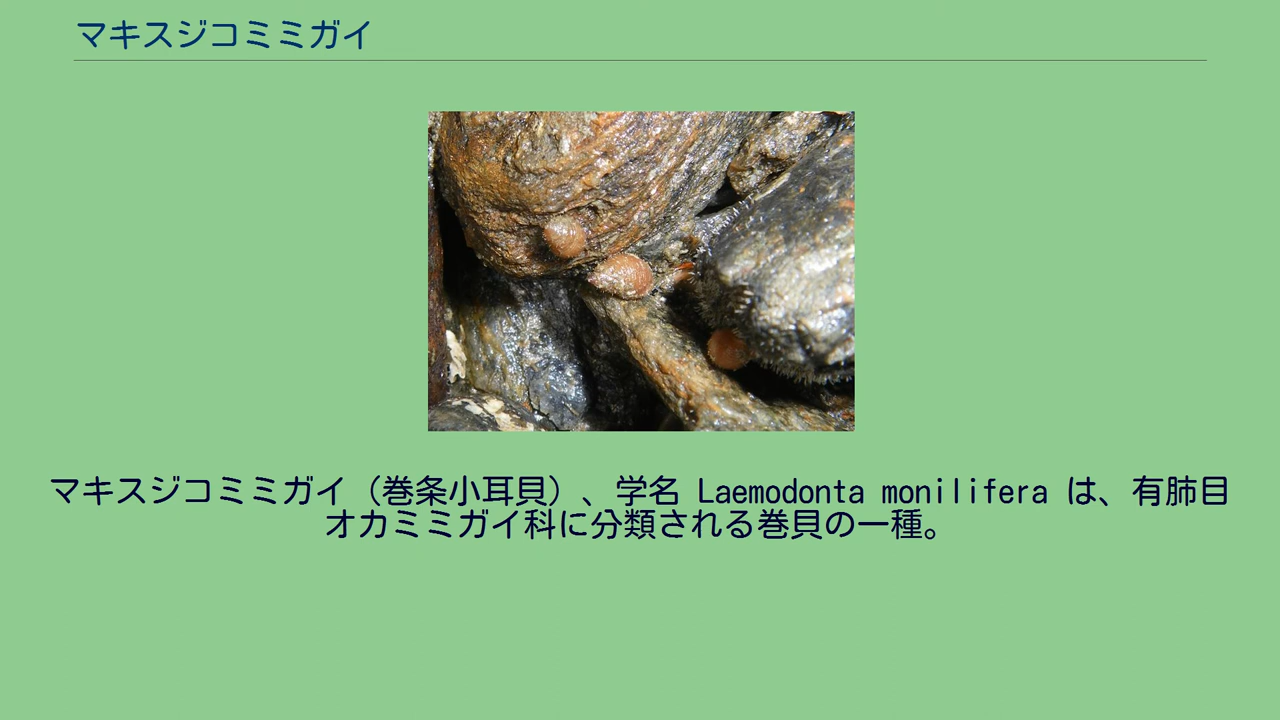 マキスジコミミガイ
マキスジコミミガイ（巻条小耳貝）、学名 Laemodonta monilifera は、有肺目
オカミミガイ科に分類される巻貝の一種。